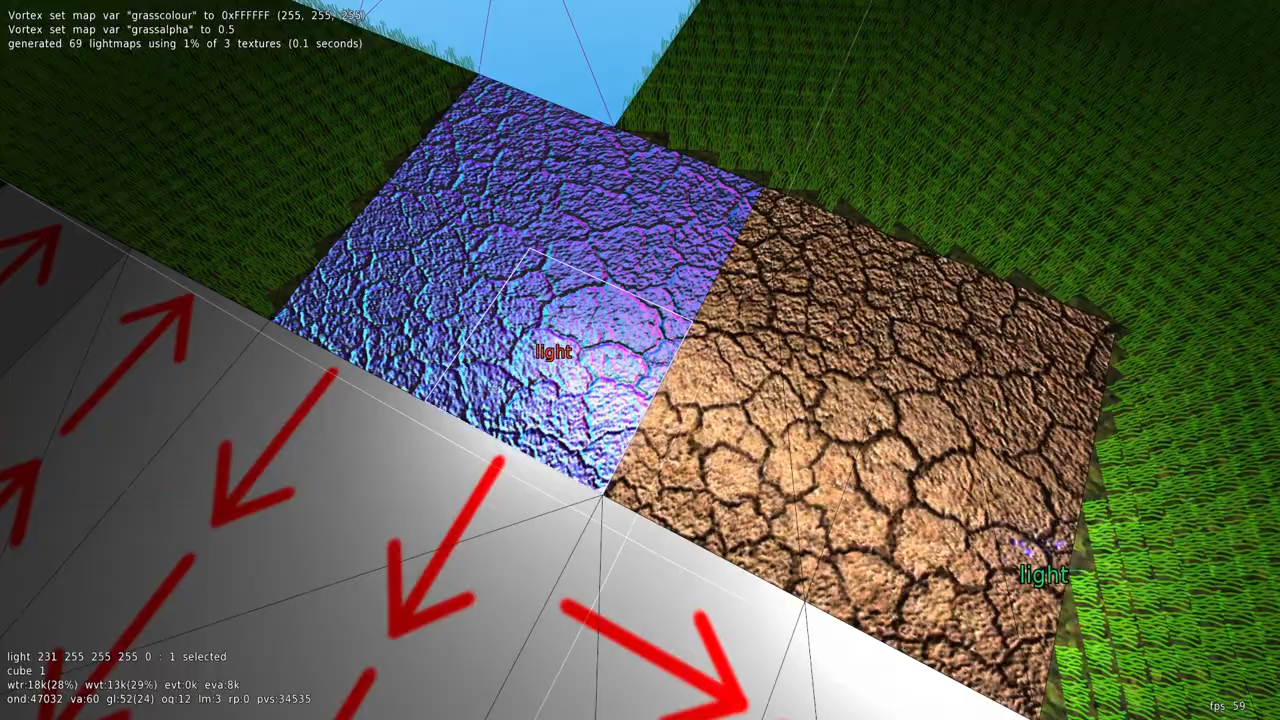 Vortex set map var "grasscolour" to 0xFFFFFF (255, 255, 255)
Vortex set map var "grassalpha" to 0.5
generated 69 lightmaps using 1% of 3 textures (0.1 seconds)
light
light
light 231 255 255 255 0 : 1 selected
cube 1
wtr:18k(28%) wvt:13k(29%) evt:0k eva:8k
ond:47032 va:60 gl:52(24) oq:12 lm:3 rp:0 pvs:34535
fps 59